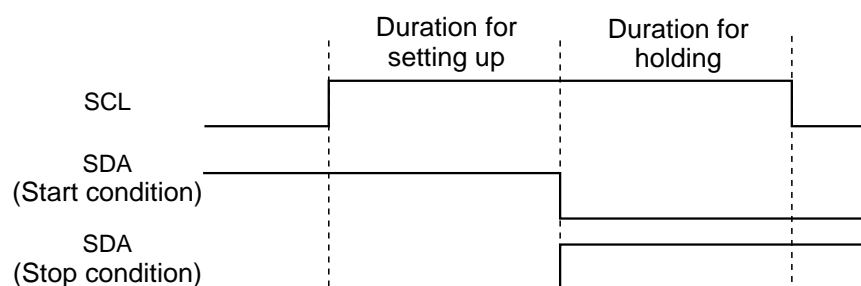 Duration for
setting up
Duration for
holding
SCL
SDA
(Start condition)
SDA
(Stop condition)